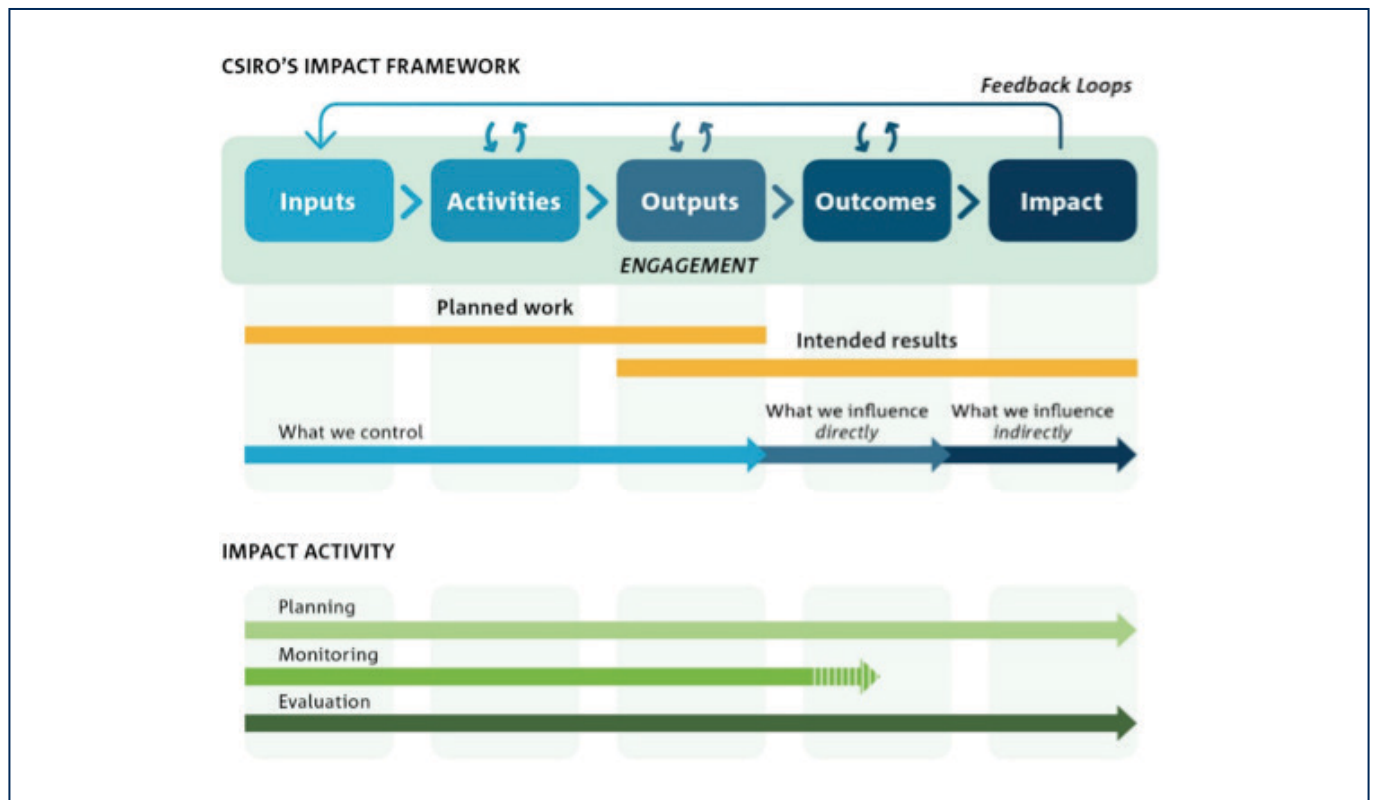 CSIRO'S IMPACT FRAMEWORK
Feedback Loops
Inputs
Activities
Outputs
Outcomes
Impact
ENGAGEMENT
Planned work
Intended results
What we control
What we influence
directly
What we influence
indirectly
IMPACT ACTIVITY
Planning
Monitoring
Evaluation